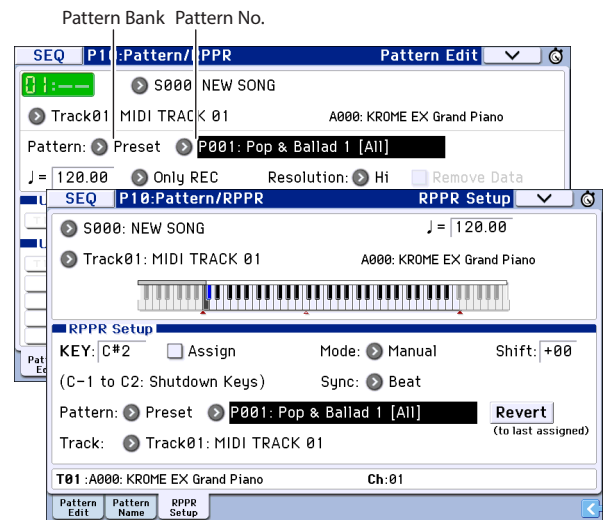 Pattern Bank Pattern No.
SEQ P10:Pattern/RPPR Pattern Edit
01:-- S000: NEW SONG
Track01: MIDI TRACK 01 A000: KROME EX Grand Piano
Pattern: Preset P001: Pop & Ballad 1 [All]
♩= 120.00 Only REC Resolution: Hi Remove Data
SEQ P10:Pattern/RPPR RPPR Setup
S000: NEW SONG ♩= 120.00
Track01: MIDI TRACK 01 A000: KROME EX Grand Piano
RPPR Setup
KEY: C#2 Assign Mode: Manual Shift: +00
(C-1 to C2: Shutdown Keys) Sync: Beat
Pattern: Preset P001: Pop & Ballad 1 [All] Revert
(to last assigned)
Track: Track01: MIDI TRACK 01
T01 :A000: KROME EX Grand Piano Ch:01
Pattern Edit Pattern Name RPPR Setup